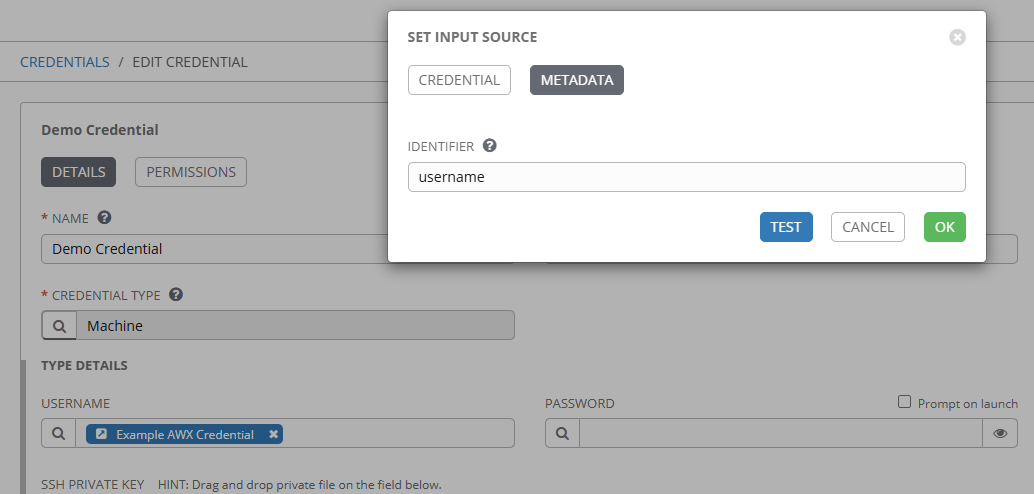 SET INPUT SOURCE
CREDENTIAL METADATA
IDENTIFIER ?
username
TEST CANCEL OK
CREDENTIALS / EDIT CREDENTIAL
Demo Credential
DETAILS PERMISSIONS
* NAME ?
Demo Credential
* CREDENTIAL TYPE ?
Machine
TYPE DETAILS
USERNAME PASSWORD Prompt on launch
Example AWX Credential
SSH PRIVATE KEY HINT: Drag and drop private file on the field below.